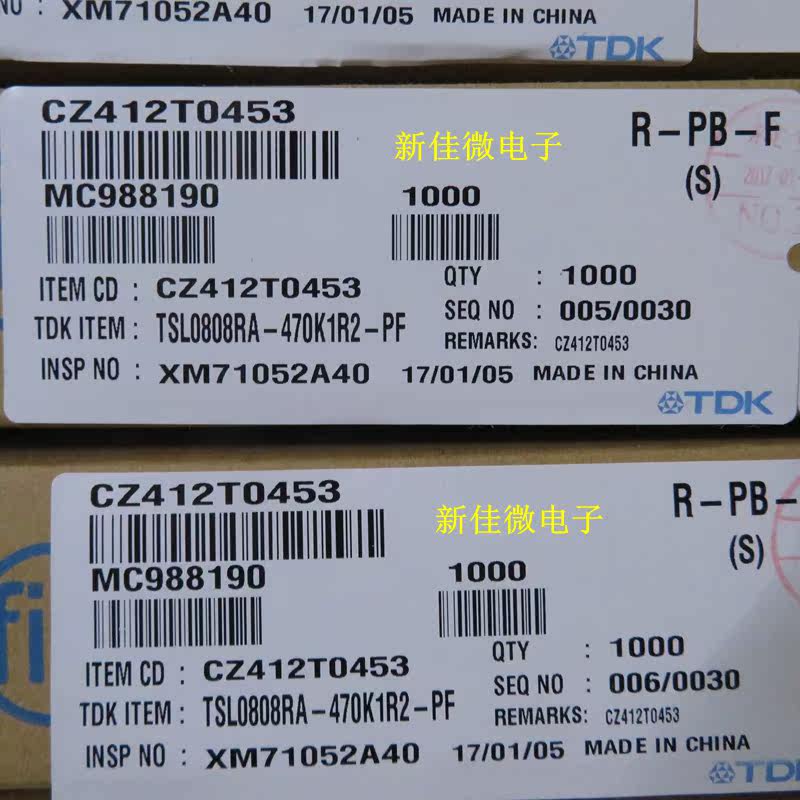 NO : XM71052A40 17/01/05 MADE IN CHINA
TDK
CZ412T0453
新佳微电子
R-PB-F
(S)
MC988190 1000
ITEM CD : CZ412T0453
QTY : 1000
TDK ITEM : TSL0808RA-470K1R2-PF
SEQ NO : 005/0030
REMARKS: CZ412T0453
INSP NO : XM71052A40 17/01/05 MADE IN CHINA
TDK
CZ412T0453
新佳微电子
R-PB-
(S)
MC988190 1000
ITEM CD : CZ412T0453
QTY : 1000
TDK ITEM : TSL0808RA-470K1R2-PF
SEQ NO : 006/0030
REMARKS: CZ412T0453
INSP NO : XM71052A40 17/01/05 MADE IN CHINA
TDK
fi